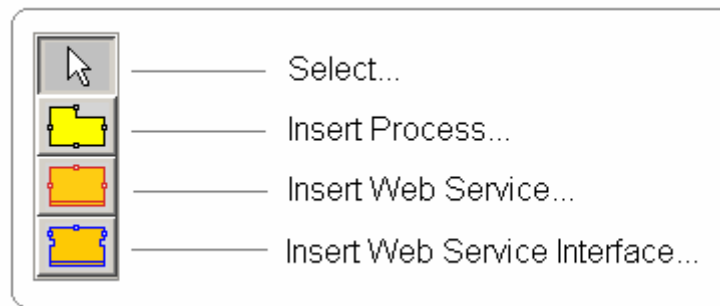 Select...
Insert Process...
Insert Web Service...
Insert Web Service Interface...